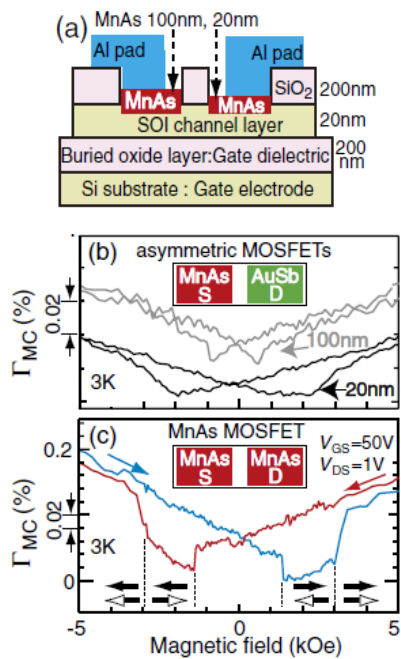 (a)
MnAs 100nm, 20nm
Al pad
Al pad
MnAs
MnAs
SiO2
200nm
SOI channel layer
20nm
Buried oxide layer:Gate dielectric
200
nm
Si substrate : Gate electrode
(b)
asymmetric MOSFETs
MnAs
S
AuSb
D
0.02
ΓMC (%)
100nm
20nm
3K
(c)
MnAs MOSFET
MnAs
S
MnAs
D
VGS=50V
VDS=1V
0.2
0.02
0
ΓMC (%)
3K
-5
0
5
Magnetic field (kOe)